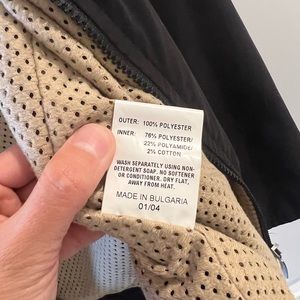 OUTER: 100% POLYESTER
INNER: 76% POLYESTER/
22% POLYAMIDE/
2% COTTON
WASH SEPARATELY USING NON-
DETERGENT SOAP. NO SOFTENER
OR CONDITIONER. DRY FLAT,
AWAY FROM HEAT.
MADE IN BULGARIA
01/04